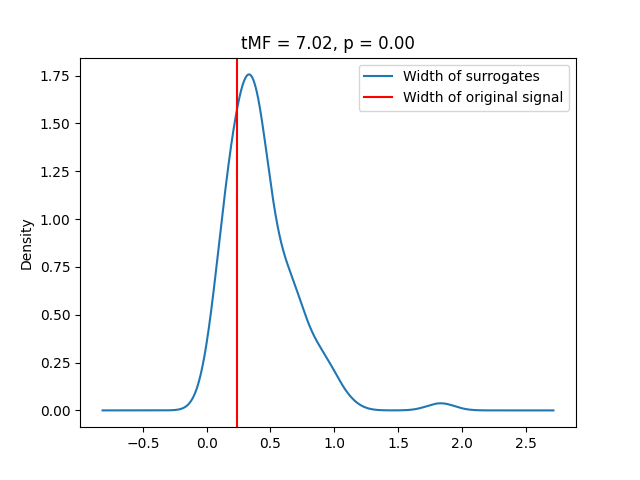 tMF = 7.02, p = 0.00
Width of surrogates
Width of original signal
Density
1.75
1.50
1.25
1.00
0.75
0.50
0.25
0.00
−0.5 0.0 0.5 1.0 1.5 2.0 2.5